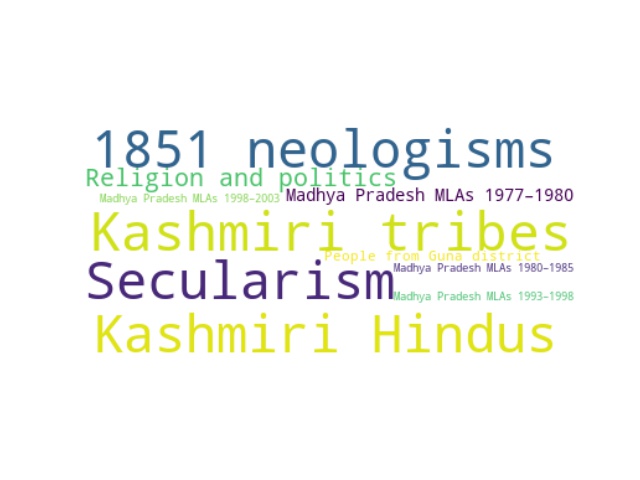 1851 neologisms
Religion and politics
Madhya Pradesh MLAs 1998–2003
Madhya Pradesh MLAs 1977–1980
Kashmiri tribes
People from Guna district
Secularism
Madhya Pradesh MLAs 1980–1985
Madhya Pradesh MLAs 1993–1998
Kashmiri Hindus